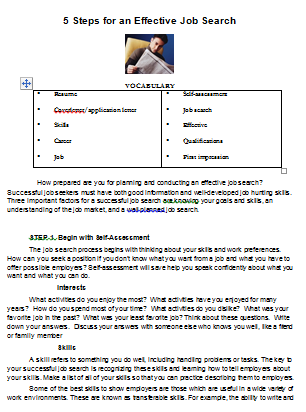 5 Steps for an Effective Job Search
VOCABULARY
• Resume • Self-assessment
• Coverletter/ application letter • Job search
• Skills • Effective
• Career • Qualifications
• Job • First impression
How prepared are you for planning and conducting an effective job search?
Successful job seekers must have both good information and well-developed job hunting skills.
Three important factors for a successful job search are knowing your goals and skills, an
understanding of the job market, and a well-planned job search.
STEP 1. Begin with Self-Assessment
The job search process begins with thinking about your skills and work preferences.
How can you seek a position if you don't know what you want from a job and what you have to
offer possible employers? Self-assessment will save help you speak confidently about what you
want and what you can do.
Interests
What activities do you enjoy the most? What activities have you enjoyed for many
years? How do you spend most of your time? What activities do you dislike? What was your
favorite job in the past? What was your least favorite job? Think about these questions. Write
down your answers. Discuss your answers with someone else who knows you well, like a friend
or family member
Skills
A skill refers to something you do well, including handling problems or tasks. The key to
your successful job search is recognizing these skills and learning how to tell employers about
your skills. Make a list of all of your skills so that you can practice describing them to employers.
Some of the best skills to show employers are those which are useful in a wide variety of
work environments. These are known as transferable skills. For example, the ability to write and